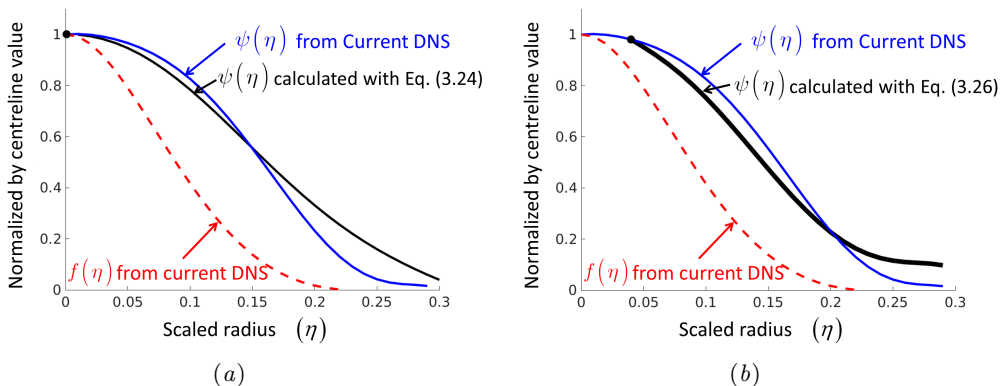 Normalized by centreline value
1
0.8
0.6
0.4
0.2
0
ψ(η) from Current DNS
ψ(η) calculated with Eq. (3.24)
f(η) from current DNS
0 0.05 0.1 0.15 0.2 0.25 0.3
Scaled radius (η)
(a)
Normalized by centreline value
1
0.8
0.6
0.4
0.2
0
ψ(η) from Current DNS
ψ(η) calculated with Eq. (3.26)
f(η) from current DNS
0 0.05 0.1 0.15 0.2 0.25 0.3
Scaled radius (η)
(b)